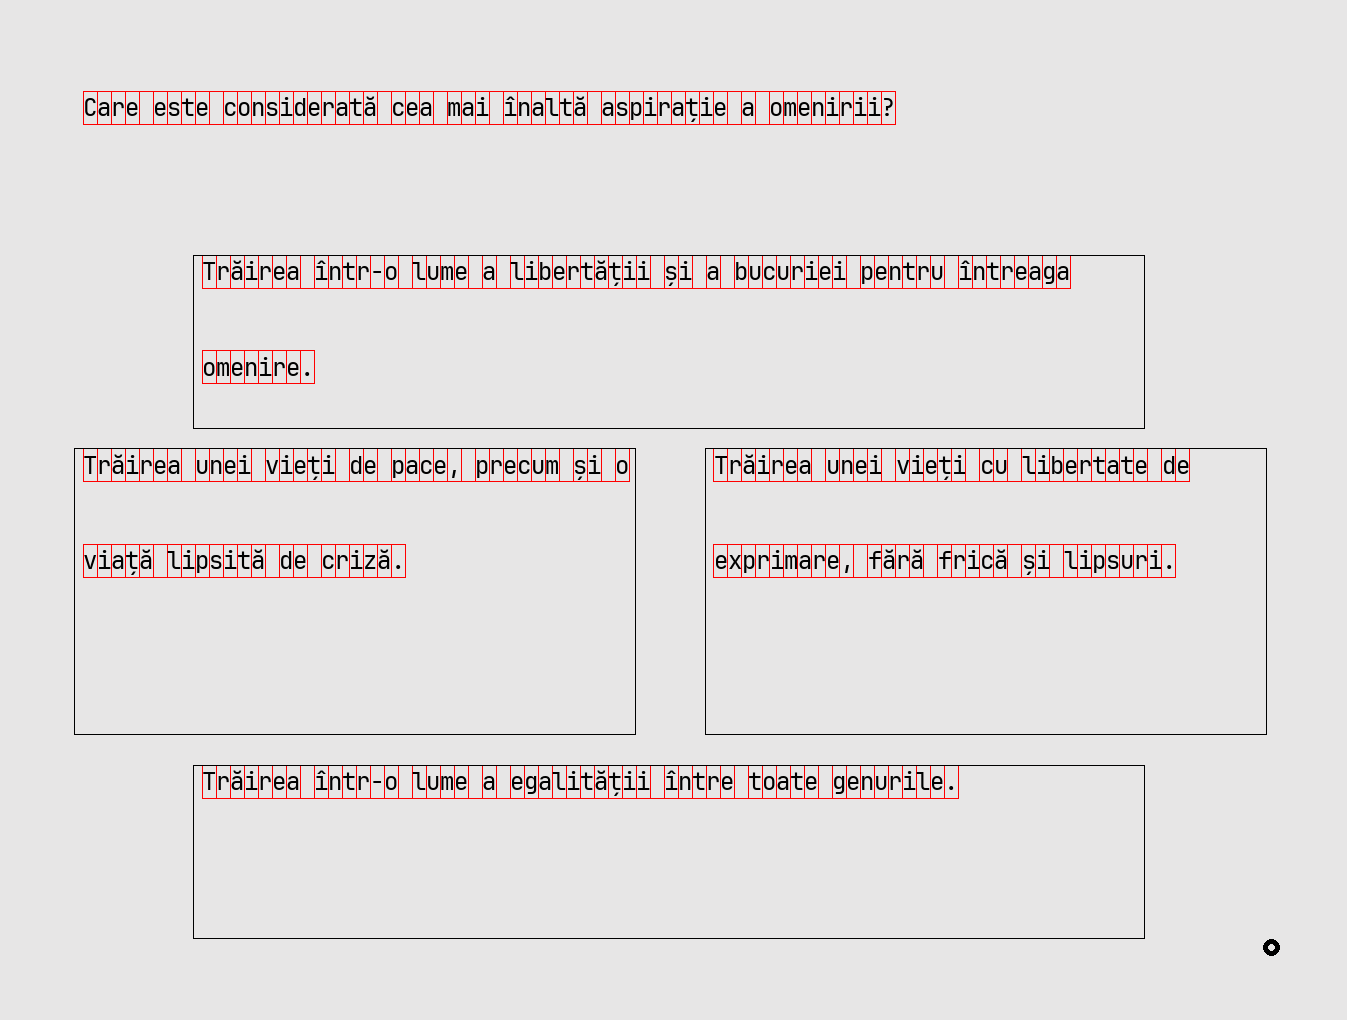 Care este considerată cea mai înaltă aspirație a omenirii?
Trăirea într-o lume a libertății și a bucuriei pentru întreaga
omenire.
Trăirea unei vieți de pace, precum și o
viață lipsită de criză.
Trăirea unei vieți cu libertate de
exprimare, fără frică și lipsuri.
Trăirea într-o lume a egalității între toate genurile.